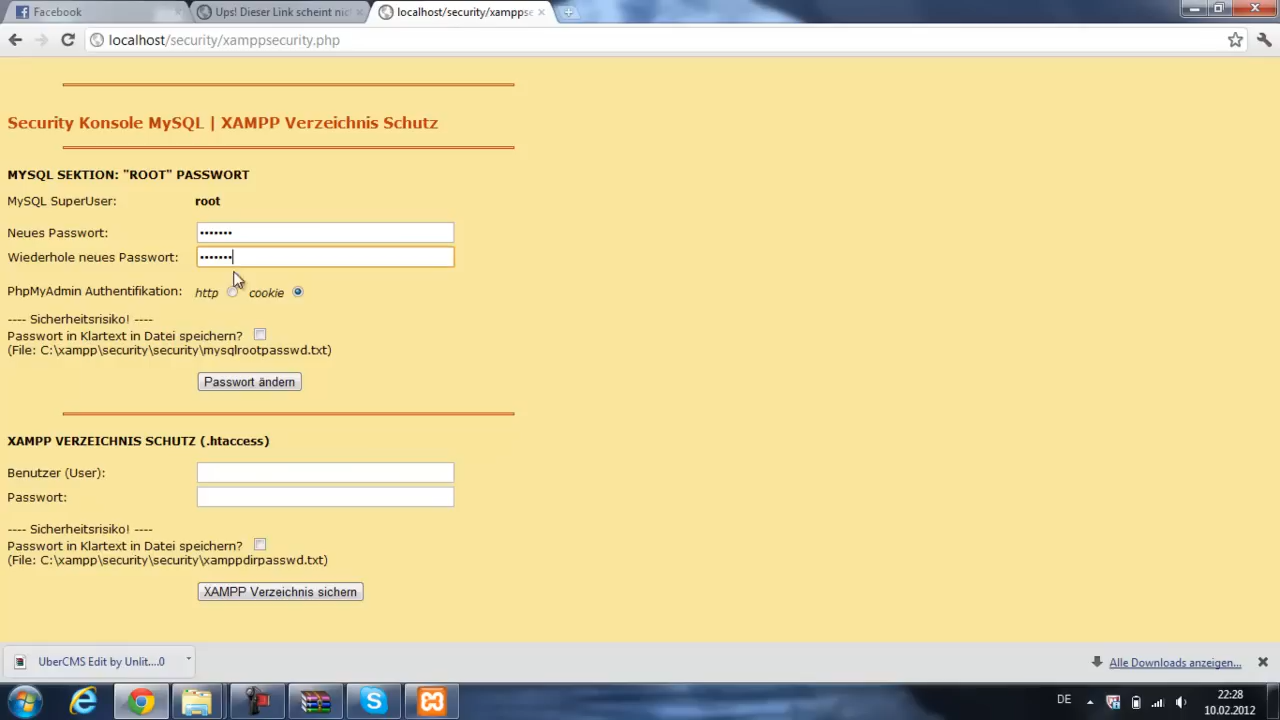 Facebook
Ups! Dieser Link scheint nic
localhost/security/xamppse
localhost/security/xamppsecurity.php
Security Konsole MySQL | XAMPP Verzeichnis Schutz
MYSQL SEKTION: "ROOT" PASSWORT
MySQL SuperUser: root
Neues Passwort: •••••••
Wiederhole neues Passwort: •••••••
PhpMyAdmin Authentifikation: http cookie
---- Sicherheitsrisiko! ----
Passwort in Klartext in Datei speichern?
(File: C:\xampp\security\security\mysqlrootpasswd.txt)
Passwort ändern
XAMPP VERZEICHNIS SCHUTZ (.htaccess)
Benutzer (User):
Passwort:
---- Sicherheitsrisiko! ----
Passwort in Klartext in Datei speichern?
(File: C:\xampp\security\security\xamppdirpasswd.txt)
XAMPP Verzeichnis sichern
UberCMS Edit by Unlit....0
Alle Downloads anzeigen...
DE
22:28
10.02.2012